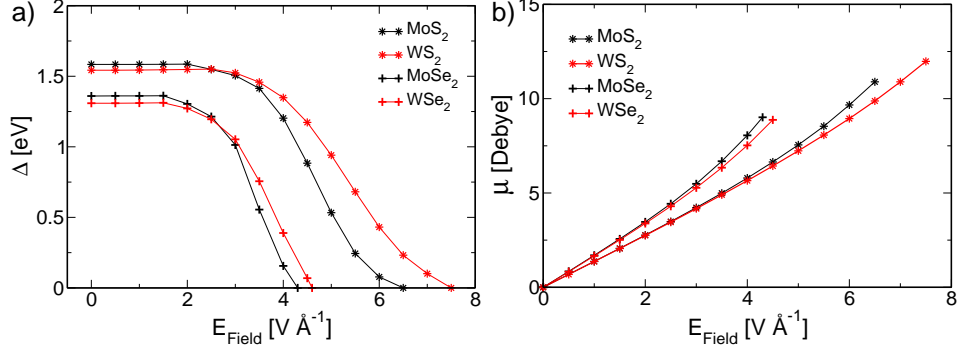 a)
Δ [eV]
2
1.5
1
0.5
0
0
2
4
6
8
E_Field [V Å⁻¹]
MoS₂
WS₂
MoSe₂
WSe₂
b)
μ [Debye]
15
10
5
0
0
2
4
6
8
E_Field [V Å⁻¹]
MoS₂
WS₂
MoSe₂
WSe₂